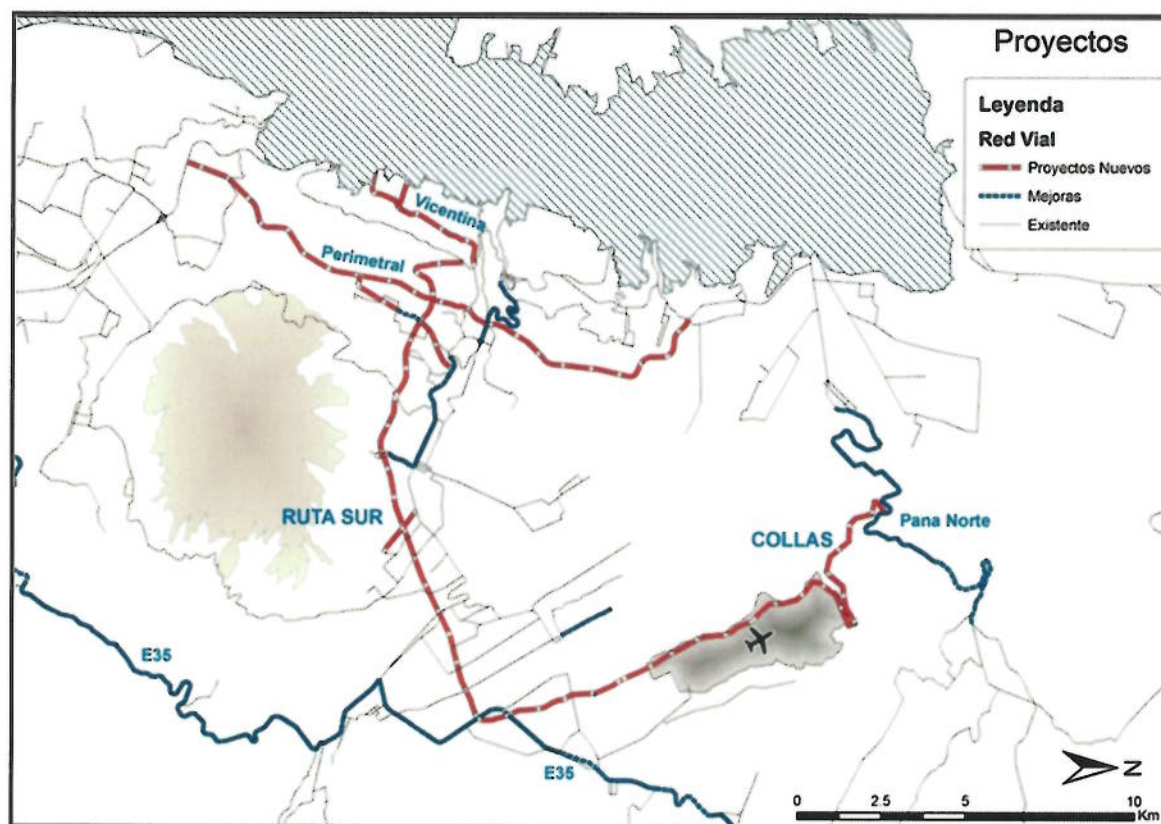 Proyectos
Leyenda
Red Vial
Proyectos Nuevos
Mejoras
Existente
Vicentina
Perimetral
RUTA SUR
COLLAS
Pana Norte
E35
E35
N
0 2.5 5 10
Km